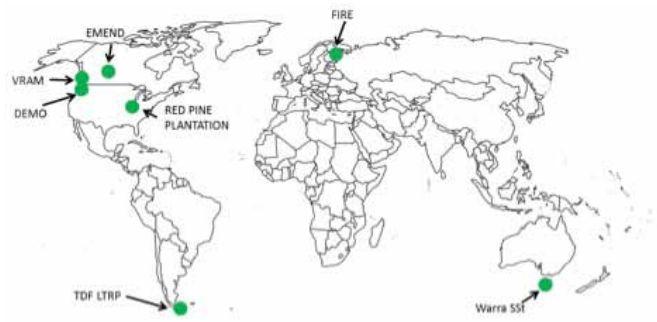 FIRE
EMEND
VRAM
DEMO
RED PINE
PLANTATION
TDF LTRP
Warra SSt